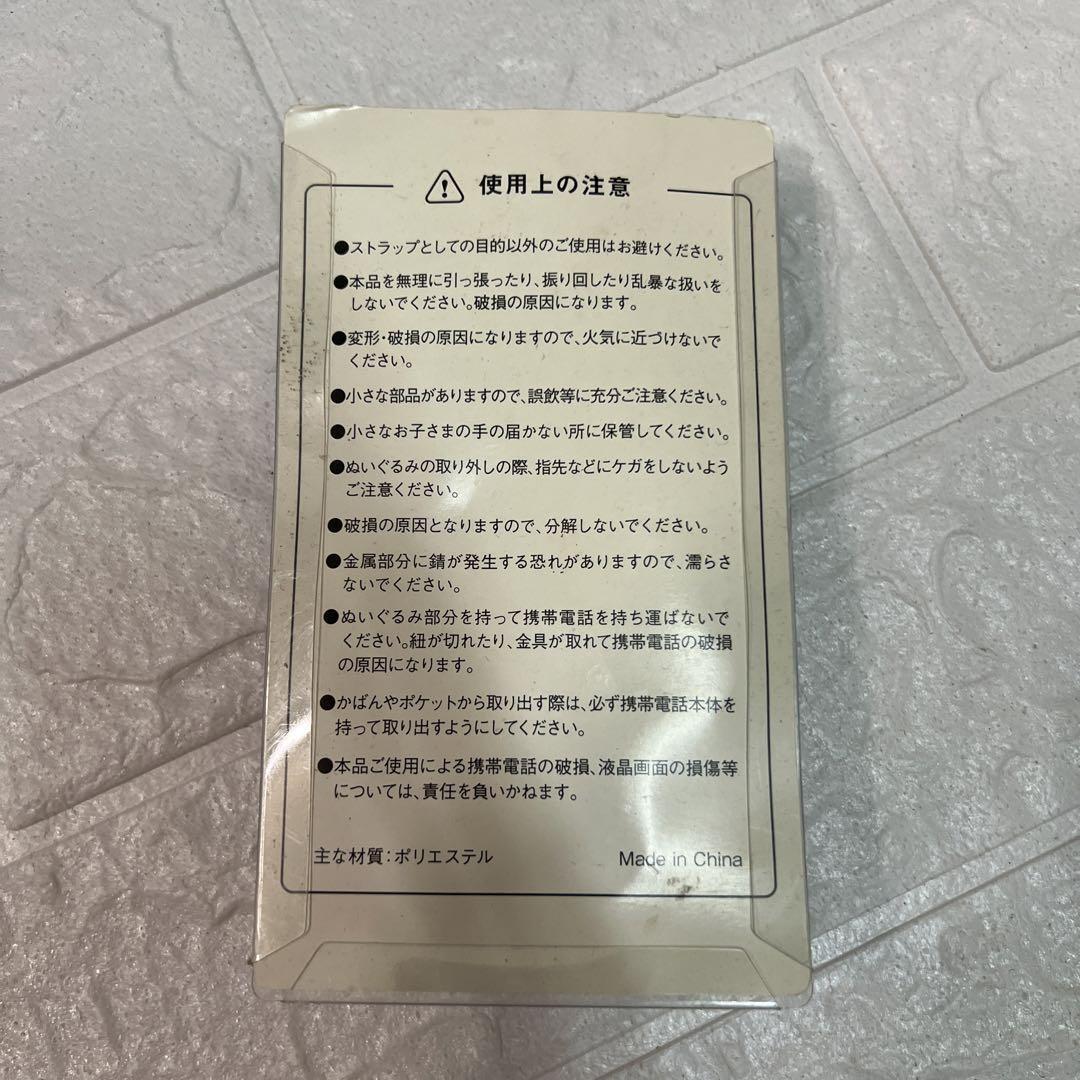 使用上の注意
●ストラップとしての目的以外のご使用はお避けください。
●本品を無理に引っ張ったり、振り回したり乱暴な扱いを
しないでください。破損の原因になります。
●変形・破損の原因になりますので、火気に近づけないで
ください。
●小さな部品がありますので、誤飲等に充分ご注意ください。
●小さなお子さまの手の届かない所に保管してください。
●ぬいぐるみの取り外しの際、指先などにケガをしないよう
ご注意ください。
●破損の原因となりますので、分解しないでください。
●金属部分に錆が発生する恐れがありますので、濡らさ
ないでください。
●ぬいぐるみ部分を持って携帯電話を持ち運ばないで
ください。紐が切れたり、金具が取れて携帯電話の破損
の原因になります。
●かばんやポケットから取り出す際は、必ず携帯電話本体を
持って取り出すようにしてください。
●本品ご使用による携帯電話の破損、液晶画面の損傷等
については、責任を負いかねます。
主な材質：ポリエステル
Made in China